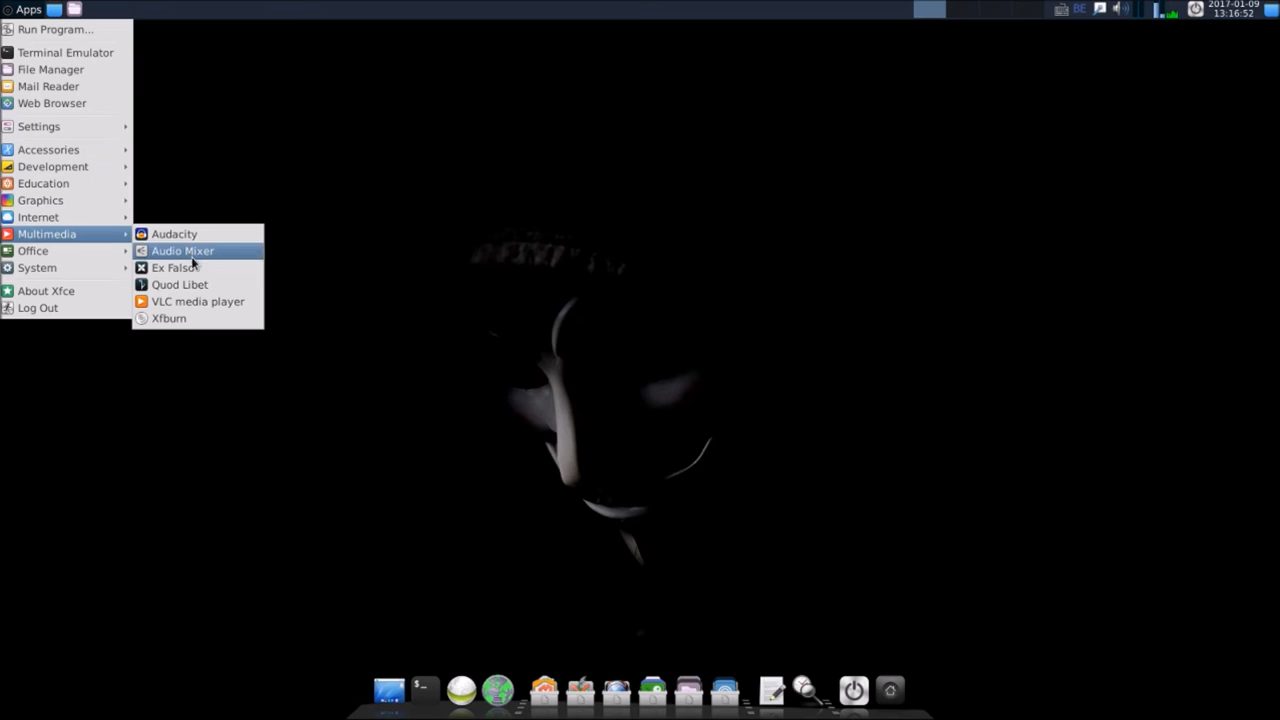 Apps
BE
2017-01-09
13:16:52
Run Program...
Terminal Emulator
File Manager
Mail Reader
Web Browser
Settings
Accessories
Development
Education
Graphics
Internet
Multimedia
Office
System
About Xfce
Log Out
Audacity
Audio Mixer
Ex Falso
Quod Libet
VLC media player
Xfburn